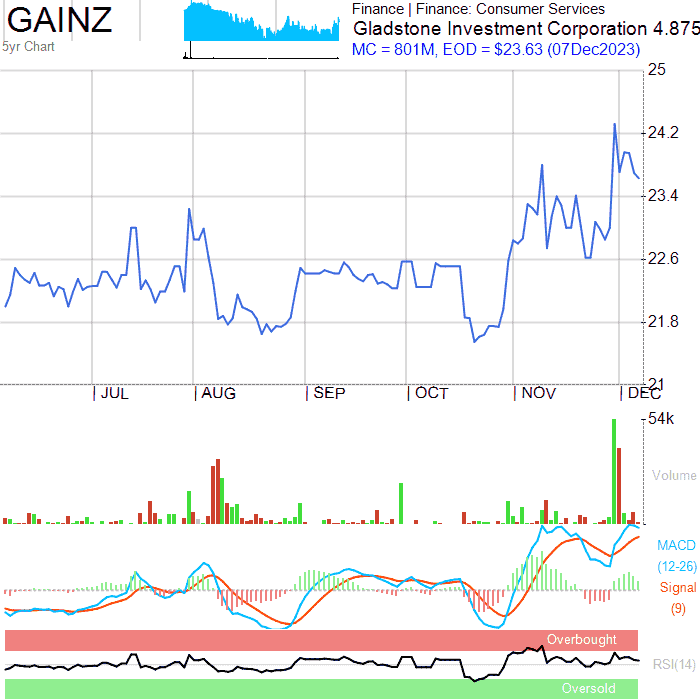 GAINZ
5yr Chart
Finance | Finance: Consumer Services
Gladstone Investment Corporation 4.875
MC = 801M, EOD = $23.63 (07Dec2023)
25
24.2
23.4
22.6
21.8
21
JUL AUG SEP OCT NOV DEC
54k
Volume
MACD
(12-26)
Signal
(9)
Overbought
RSI(14)
Oversold